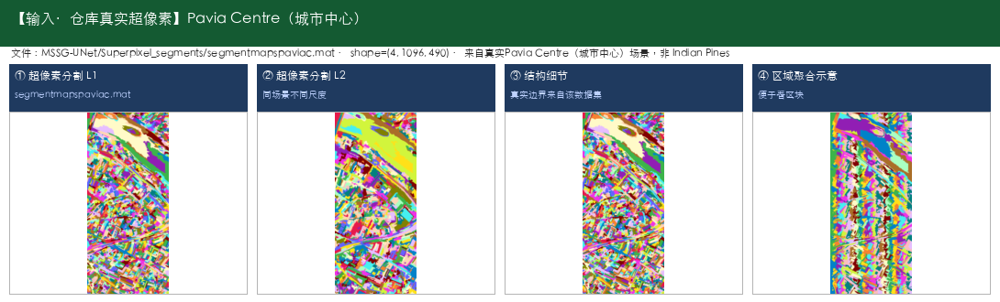 【输入·仓库真实超像素】Pavia Centre（城市中心）
文件：MSSG-UNet/Superpixel_segments/segmentmapspaviac.mat · shape=(4, 1096, 490) · 来自真实Pavia Centre（城市中心）场景，非 Indian Pines
① 超像素分割 L1
segmentmapspaviac.mat
② 超像素分割 L2
同场景不同尺度
③ 结构细节
真实边界来自该数据集
④ 区域聚合示意
便于看区块